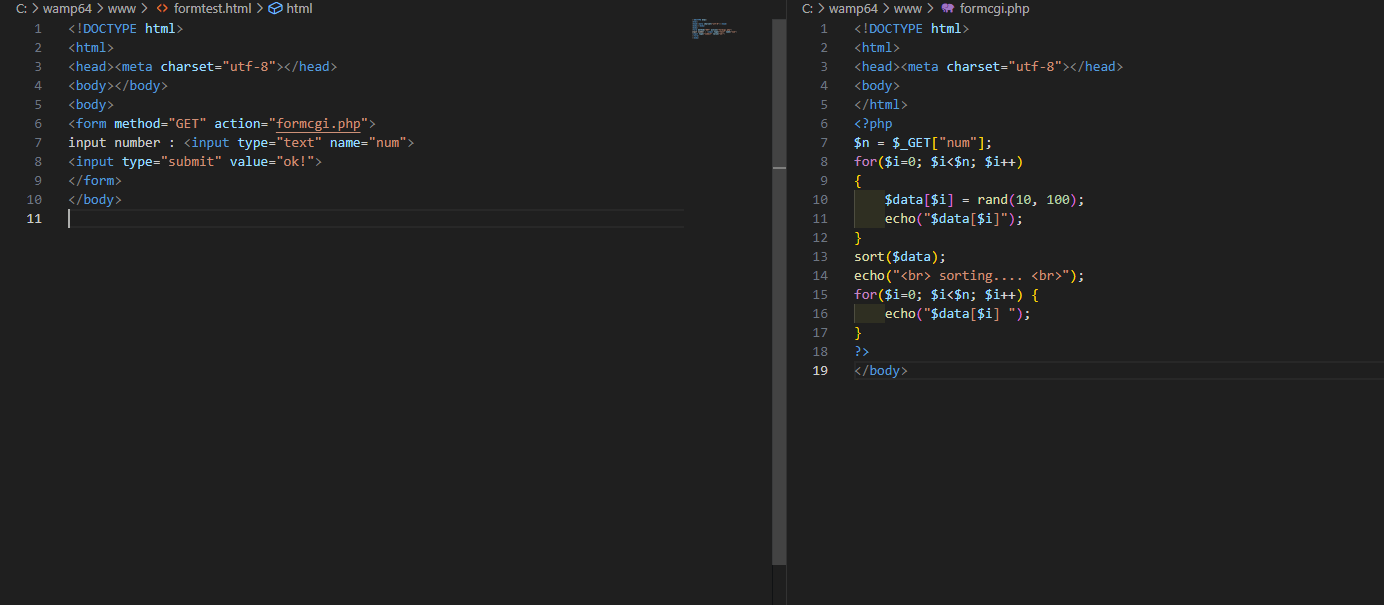 C: > wamp64 > www > <> formtest.html > html
1 <!DOCTYPE html>
2 <html>
3 <head><meta charset="utf-8"></head>
4 <body></body>
5 <body>
6 <form method="GET" action="formcgi.php">
7 input number : <input type="text" name="num">
8 <input type="submit" value="ok!">
9 </form>
10 </body>
11
C: > wamp64 > www > formcgi.php
1 <!DOCTYPE html>
2 <html>
3 <head><meta charset="utf-8"></head>
4 <body>
5 </html>
6 <?php
7 $n = $_GET["num"];
8 for($i=0; $i<$n; $i++)
9 {
10     $data[$i] = rand(10, 100);
11     echo("$data[$i]");
12 }
13 sort($data);
14 echo("<br> sorting.... <br>");
15 for($i=0; $i<$n; $i++) {
16     echo("$data[$i] ");
17 }
18 ?>
19 </body>